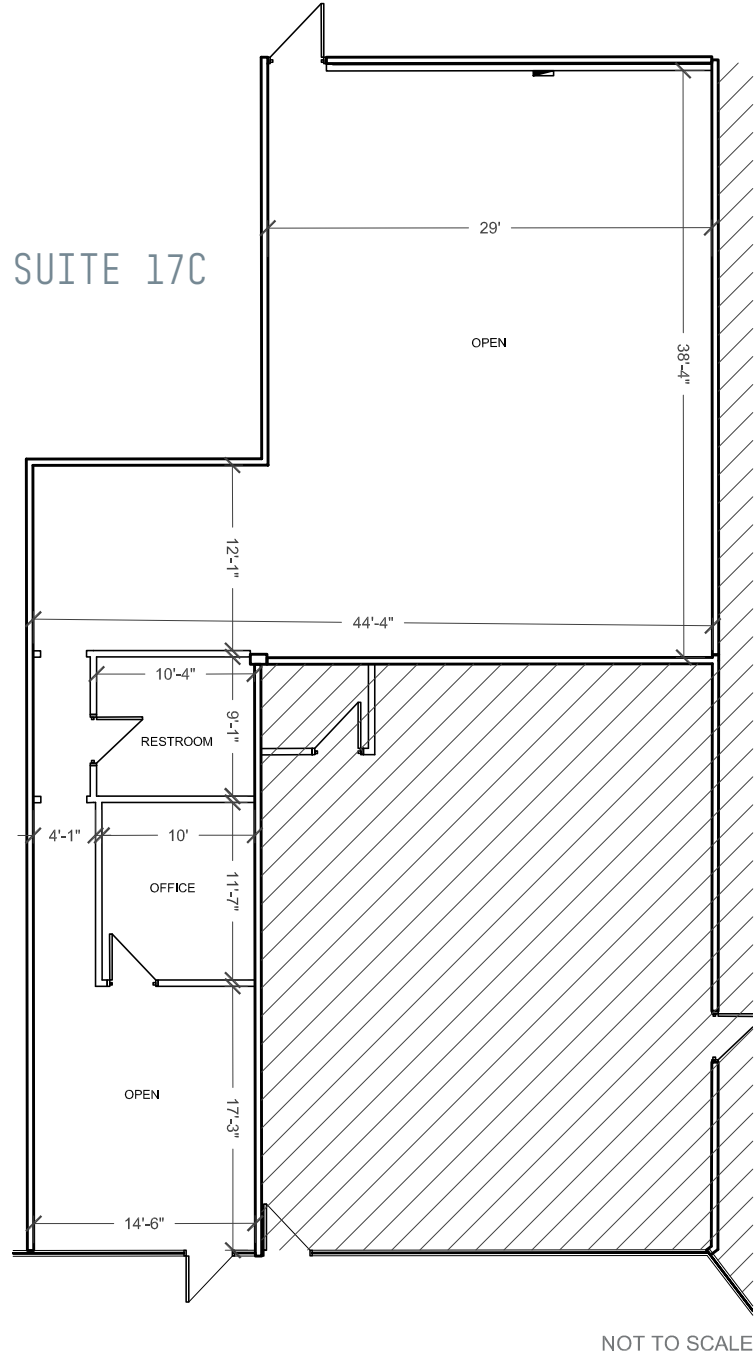 29'
SUITE 17C
OPEN
38'-4"
12'-1"
44'-4"
10'-4"
9'-1"
RESTROOM
4'-1"
10'
OFFICE
11'-7"
OPEN
17'-3"
14'-6"
NOT TO SCALE